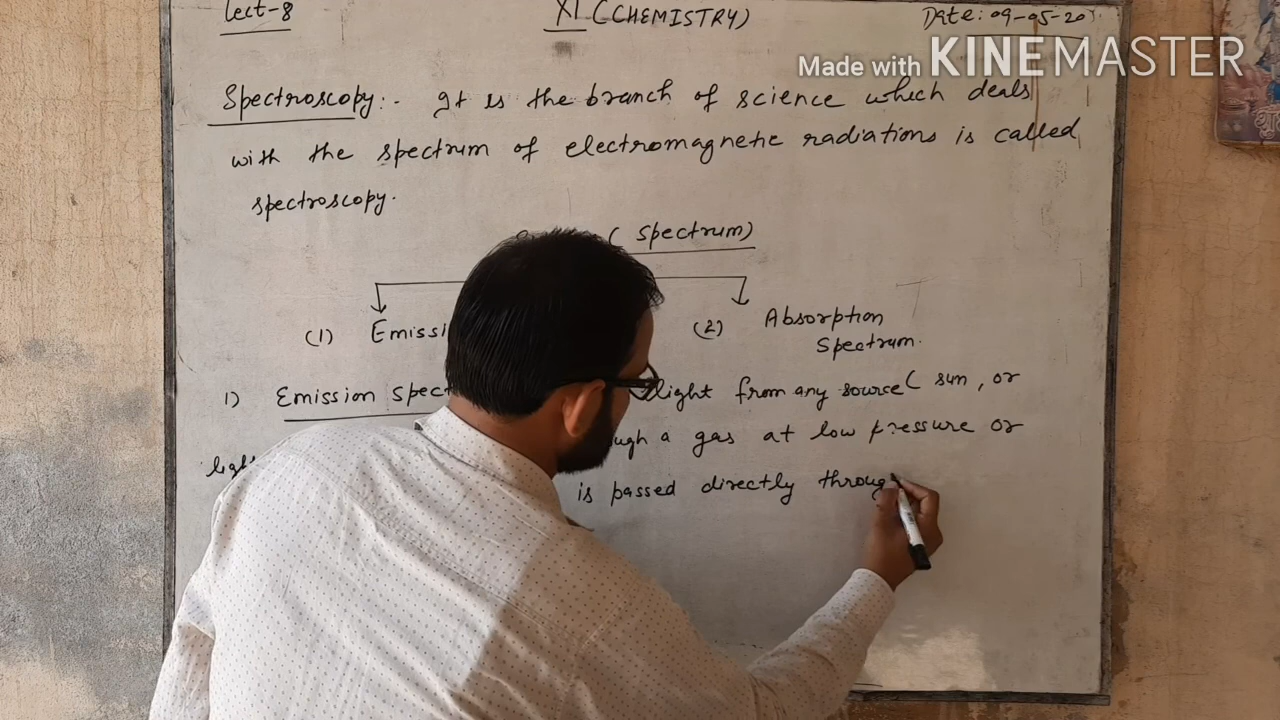 Lect-8 XI (CHEMISTRY) Date: 09-05-20
Made with KINEMASTER
Spectroscopy:- It is the branch of science which deals
with the spectrum of electromagnetic radiations is called
spectroscopy.
( Spectrum)
(1) Emissi (2) Absorption
Spectrum.
1) Emission Spect light from any source ( sun, or
ugh a gas at low pressure or
is passed directly throug